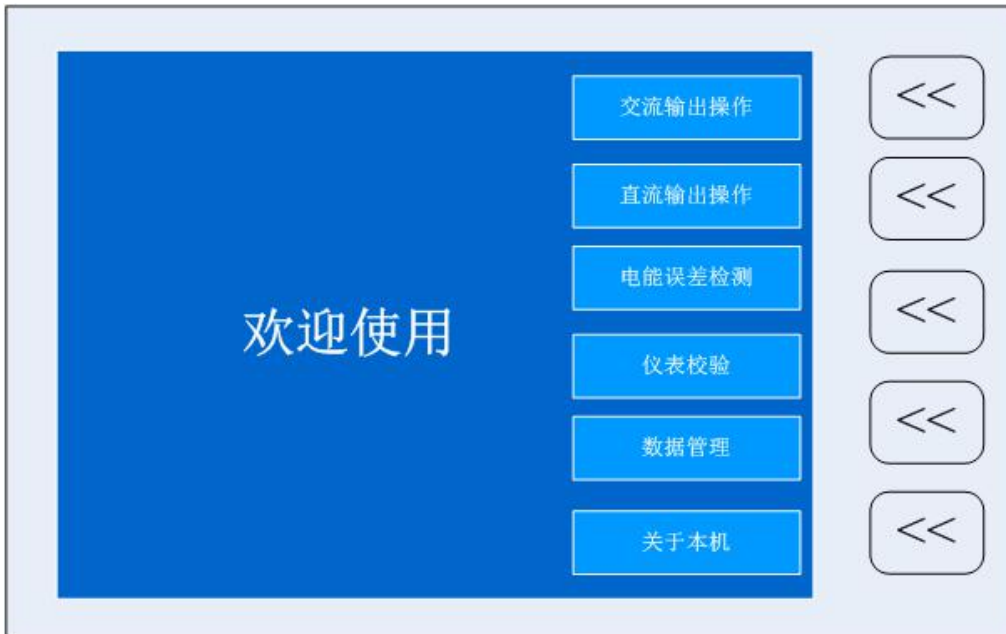 欢迎使用
交流输出操作
直流输出操作
电能误差检测
仪表校验
数据管理
关于本机
<<
<<
<<
<<
<<